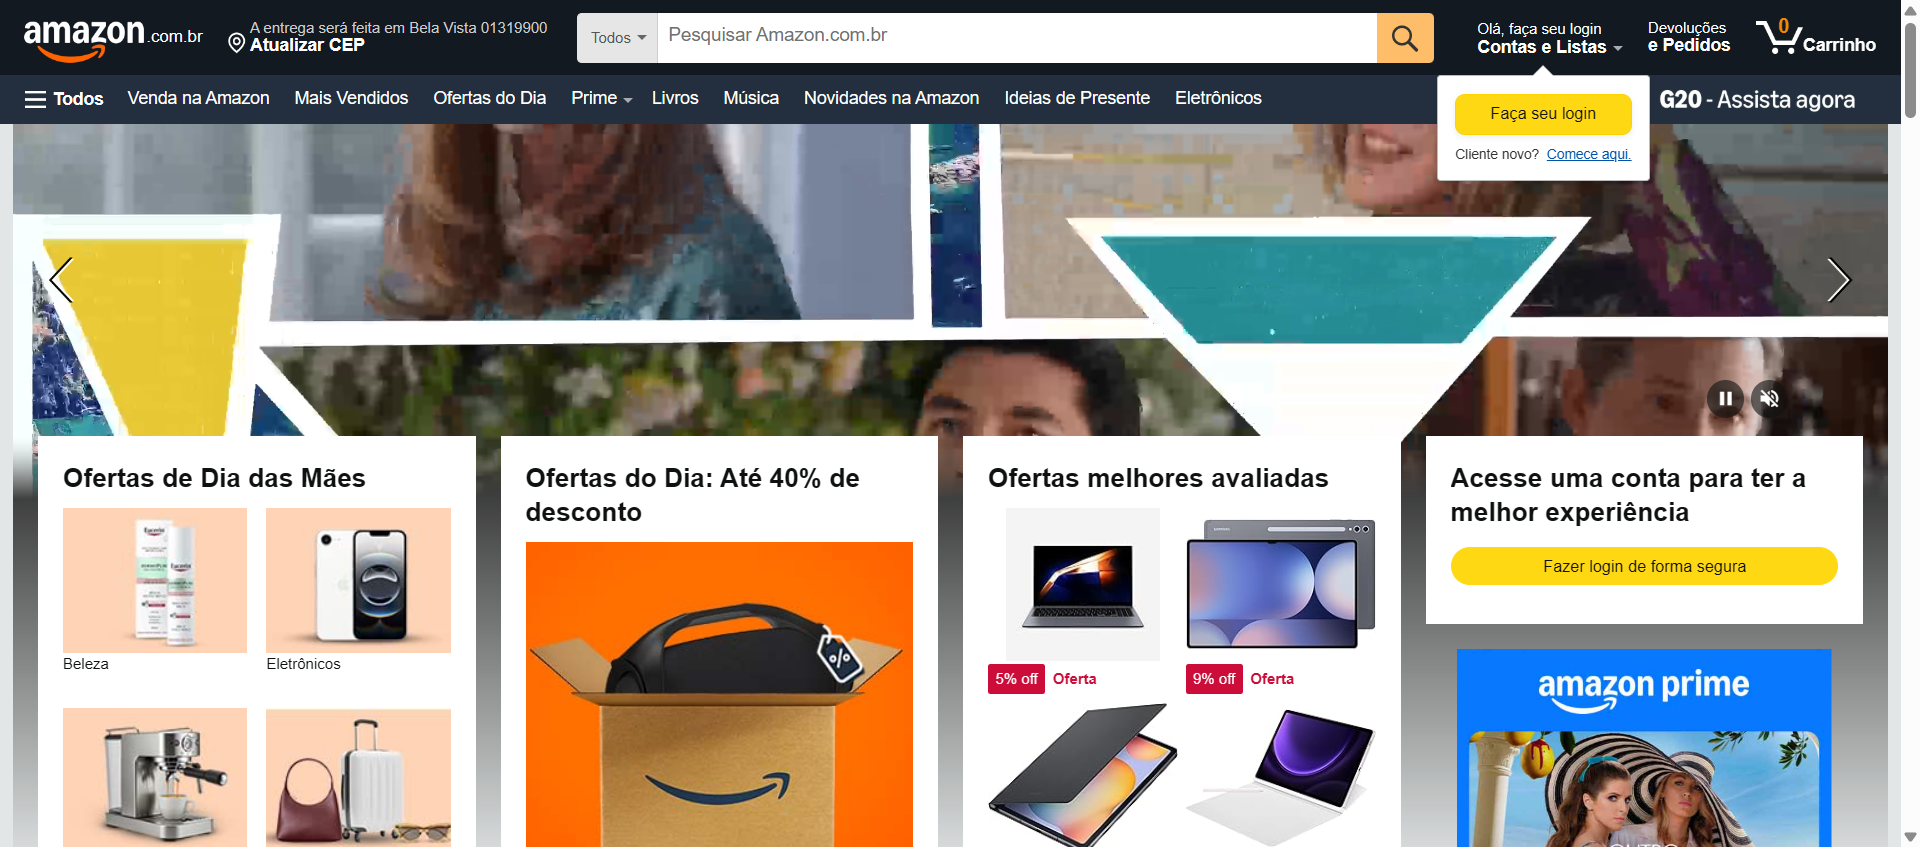 amazon.com.br
A entrega será feita em Bela Vista 01319900
Atualizar CEP
Todos
Pesquisar Amazon.com.br
Olá, faça seu login
Contas e Listas
Devoluções
e Pedidos
0
Carrinho
Todos
Venda na Amazon
Mais Vendidos
Ofertas do Dia
Prime
Livros
Música
Novidades na Amazon
Ideias de Presente
Eletrônicos
G20 - Assista agora
Faça seu login
Cliente novo? Comece aqui.
Ofertas de Dia das Mães
Eucerin
Eucerin
Beleza
Eletrônicos
Ofertas do Dia: Até 40% de
desconto
%
Ofertas melhores avaliadas
5% off Oferta
9% off Oferta
Acesse uma conta para ter a
melhor experiência
Fazer login de forma segura
amazon prime